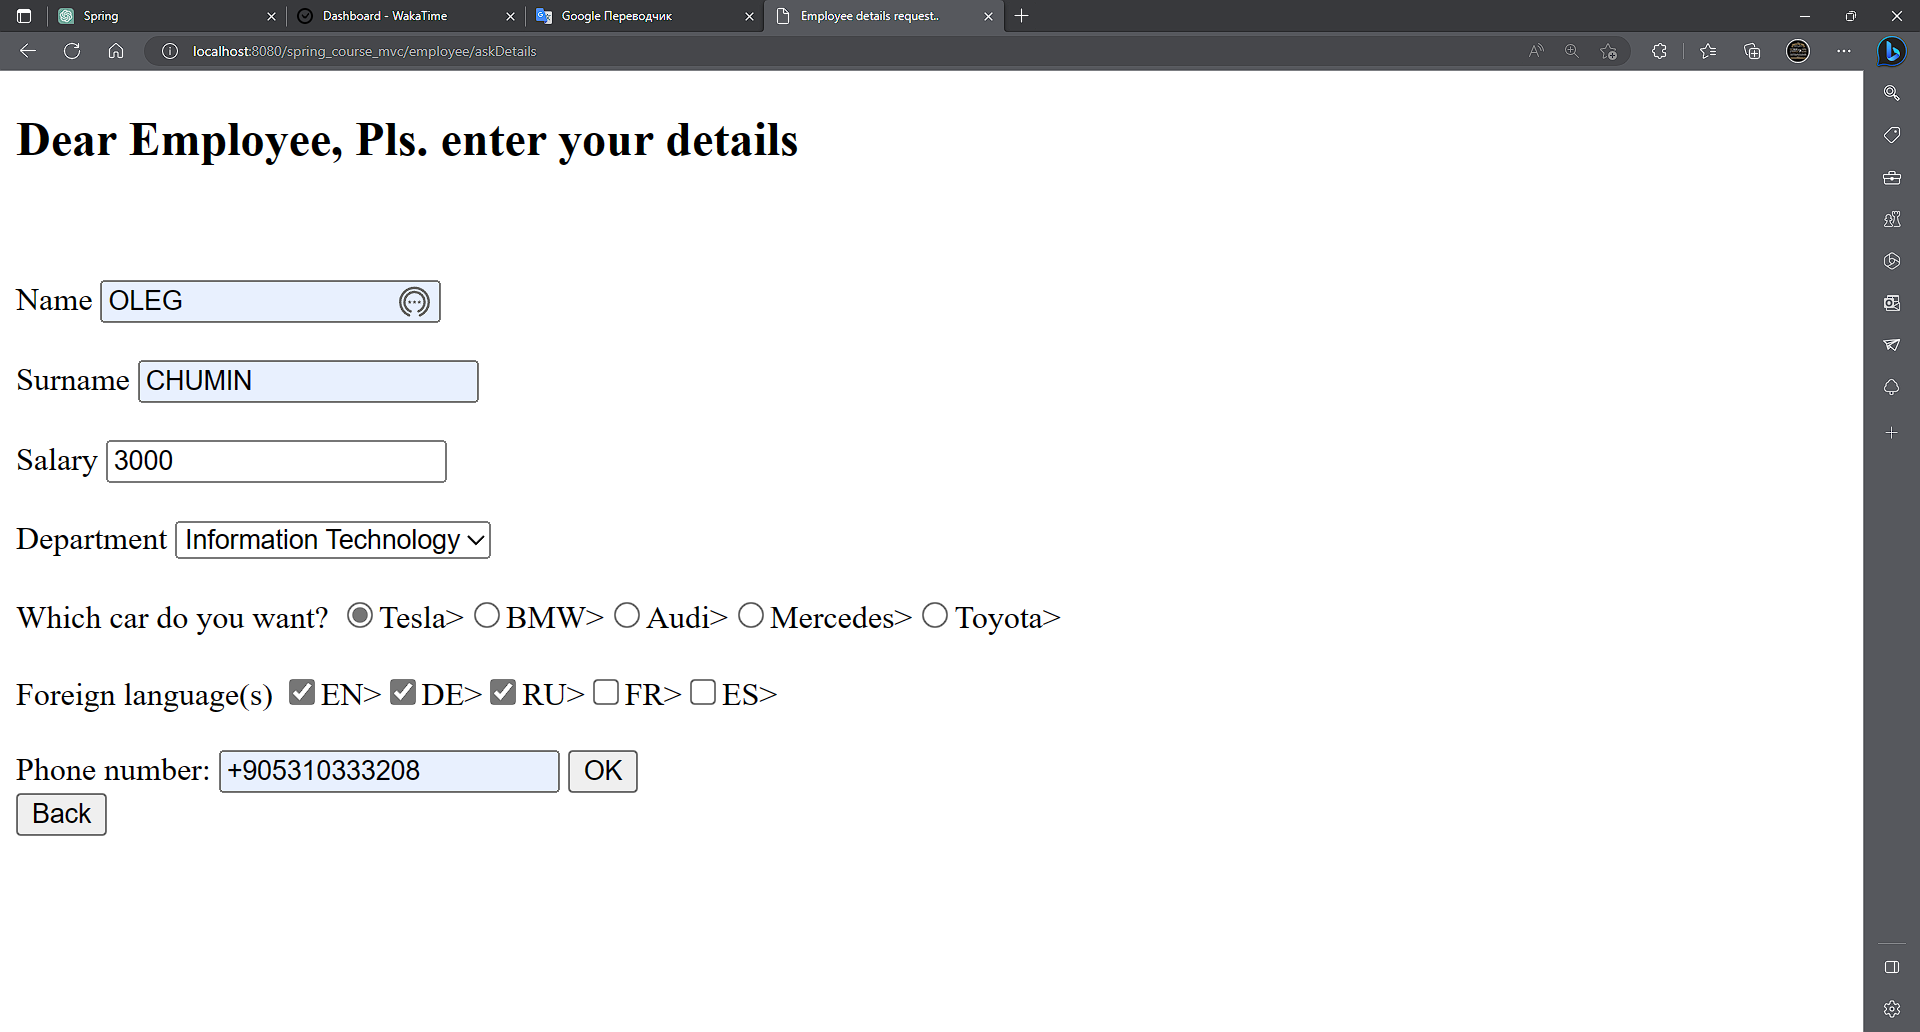 Spring
Dashboard - WakaTime
Google Переводчик
Employee details request..
localhost:8080/spring_course_mvc/employee/askDetails
Dear Employee, Pls. enter your details
Name OLEG
Surname CHUMIN
Salary 3000
Department Information Technology
Which car do you want? Tesla> BMW> Audi> Mercedes> Toyota>
Foreign language(s) EN> DE> RU> FR> ES>
Phone number: +905310333208 OK
Back